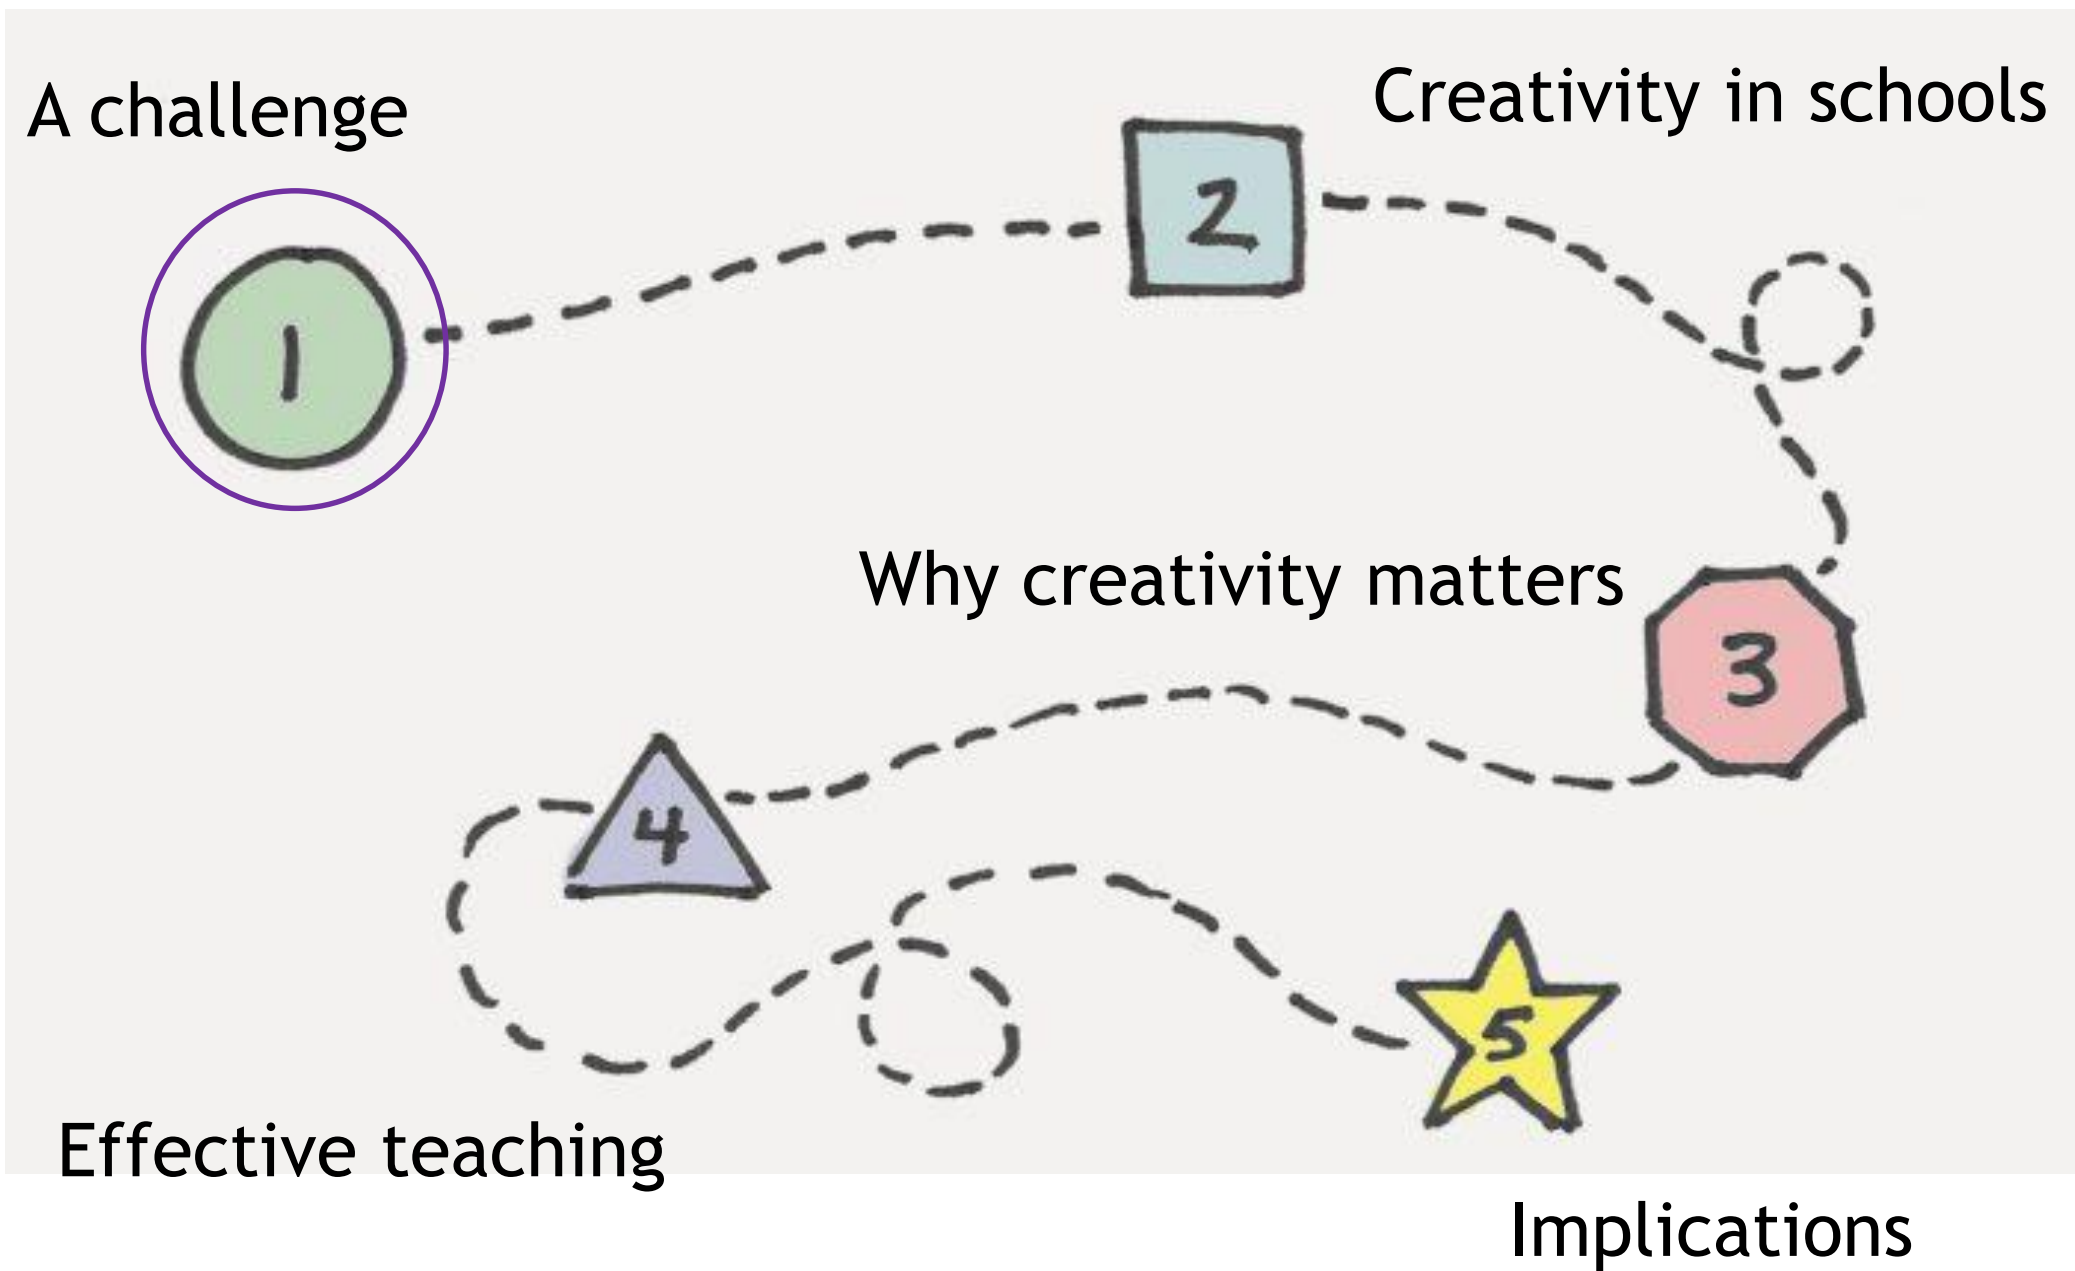 A challenge
Creativity in schools
2
1
Why creativity matters
3
4
5
Effective teaching
Implications